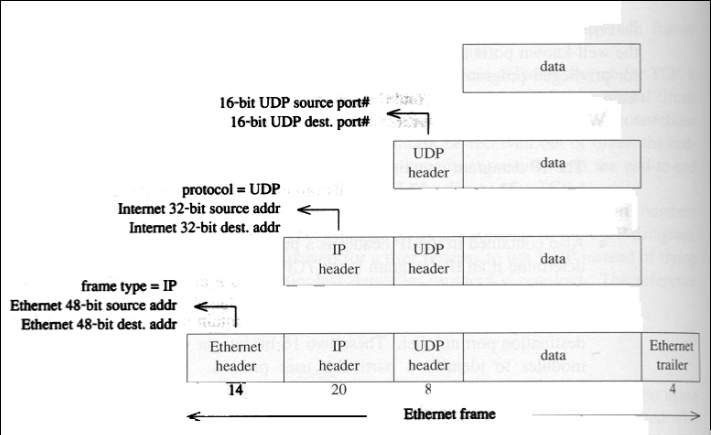 data
16-bit UDP source port#
16-bit UDP dest. port#
UDP header
data
protocol = UDP
Internet 32-bit source addr
Internet 32-bit dest. addr
IP header
UDP header
data
frame type = IP
Ethernet 48-bit source addr
Ethernet 48-bit dest. addr
Ethernet header
IP header
UDP header
data
Ethernet trailer
14
20
8
4
Ethernet frame